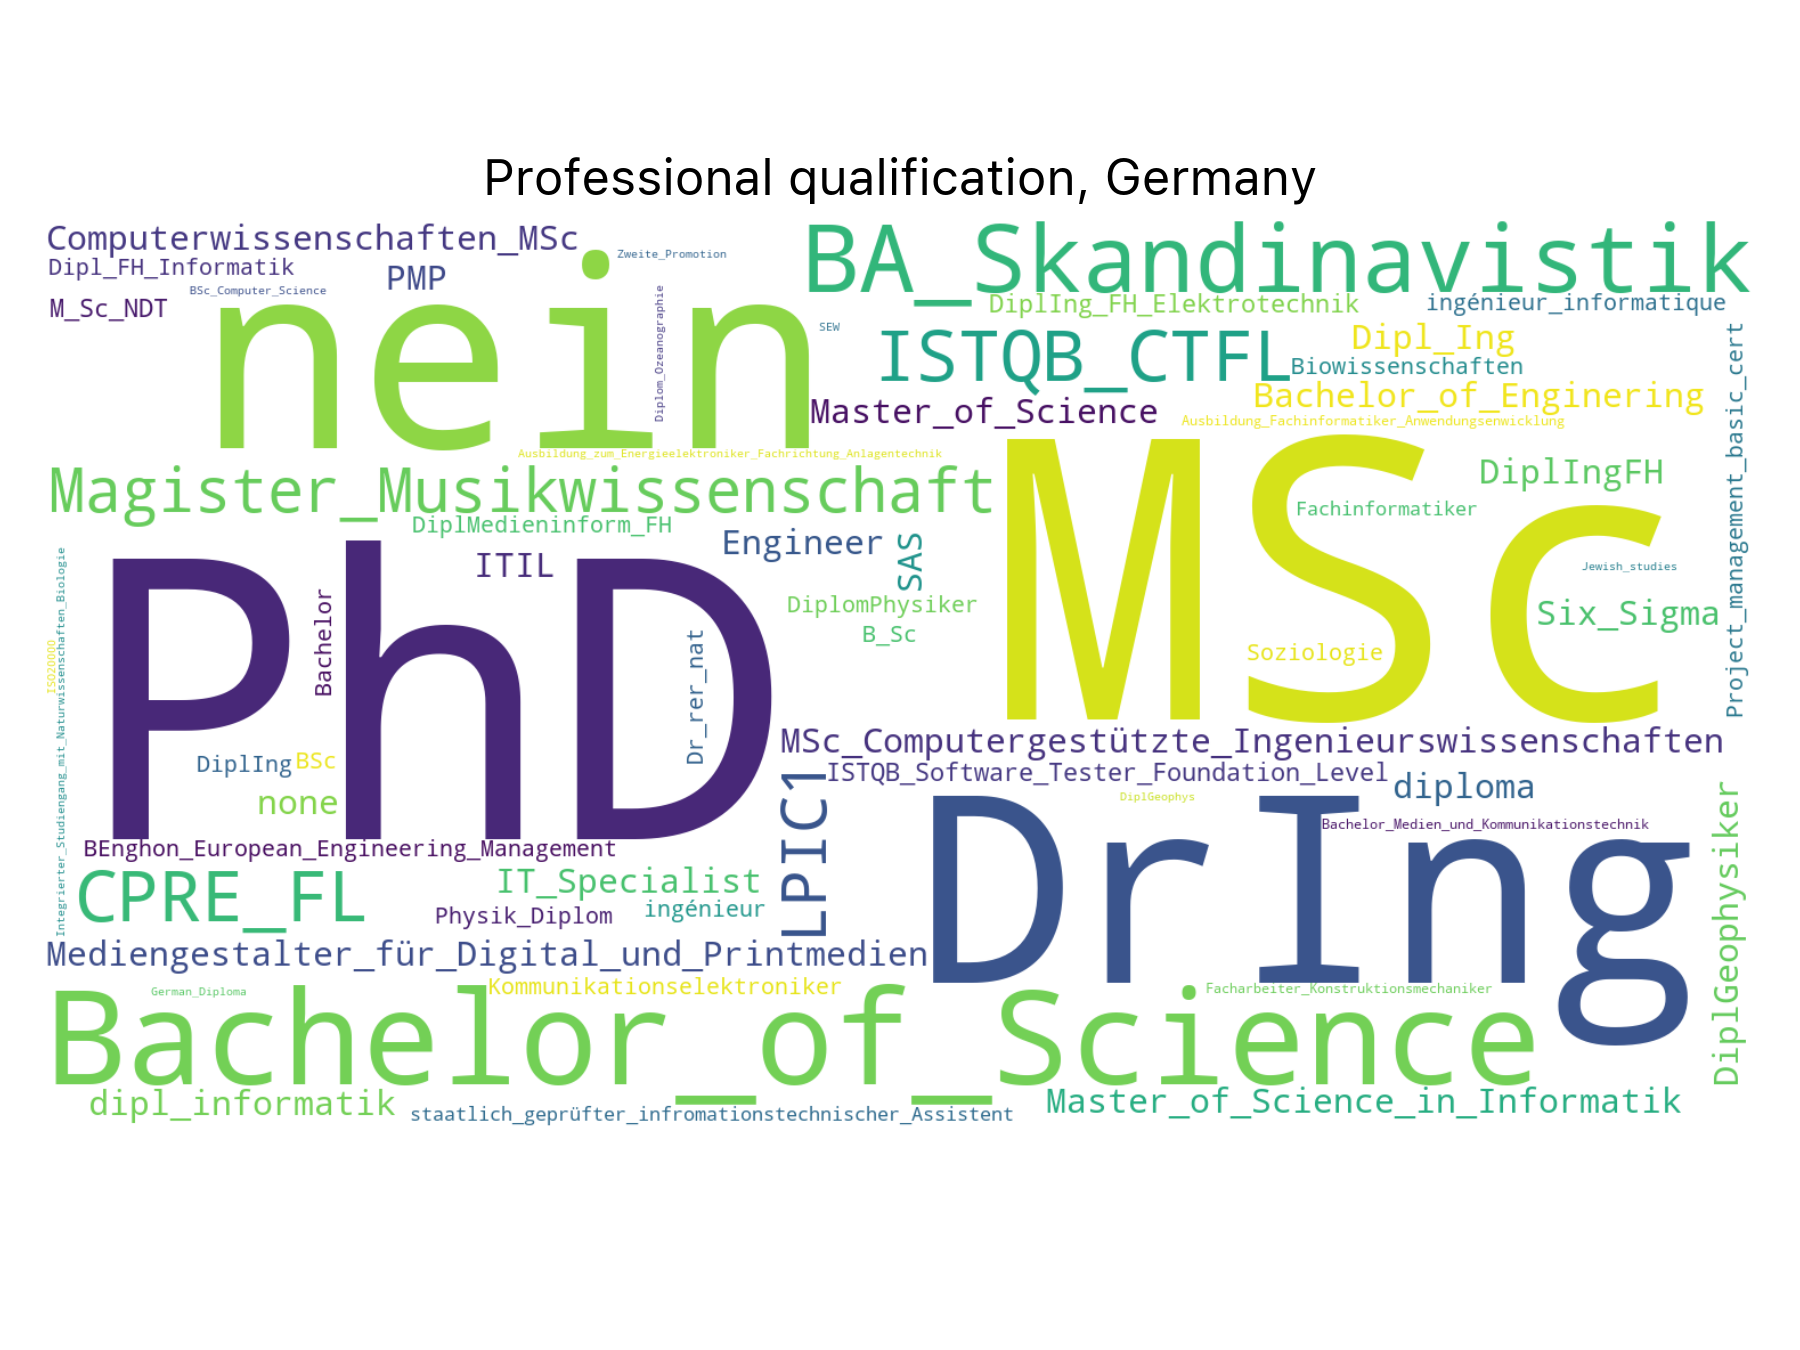 Professional qualification, Germany
Computerwissenschaften_MSc
Dipl_FH_Informatik
PMP
BSc_Computer_Science
M_Sc_NDT
nein
Zweite_Promotion
Diplom_Ozeanographie
SEW
BA_Skandinavistik
DiplIng_FH_Elektrotechnik
ingénieur_informatique
ISTQB_CTFL
Dipl_Ing
Biowissenschaften
Bachelor_of_Enginering
Master_of_Science
Ausbildung_Fachinformatiker_Anwendungsenwicklung
Project_management_basic_cert
Ausbildung_zum_Energieelektroniker_Fachrichtung_Anlagentechnik
Magister_Musikwissenschaft
MSc
DiplIngFH
Fachinformatiker
DiplMedieninform_FH
Engineer
SAS
ITIL
PhD
Bachelor
Jewish_studies
Six_Sigma
DiplomPhysiker
B_Sc
Dr_rer_nat
Soziologie
ISO20000
Integrierter_Studiengang_mit_Naturwissenschaften_Biologie
DiplIng
BSc
none
MSc_Computergestützte_Ingenieurswissenschaften
ISTQB_Software_Tester_Foundation_Level
LPIC1
diploma
DiplGeophys
DrIng
Bachelor_Medien_und_Kommunikationstechnik
DiplGeophysiker
BEnghon_European_Engineering_Management
CPRE_FL
IT_Specialist
Physik_Diplom
ingénieur
Mediengestalter_für_Digital_und_Printmedien
German_Diploma
Kommunikationselektroniker
Facharbeiter_Konstruktionsmechaniker
Bachelor_of_Science
dipl_informatik
staatlich_geprüfter_infromationstechnischer_Assistent
Master_of_Science_in_Informatik